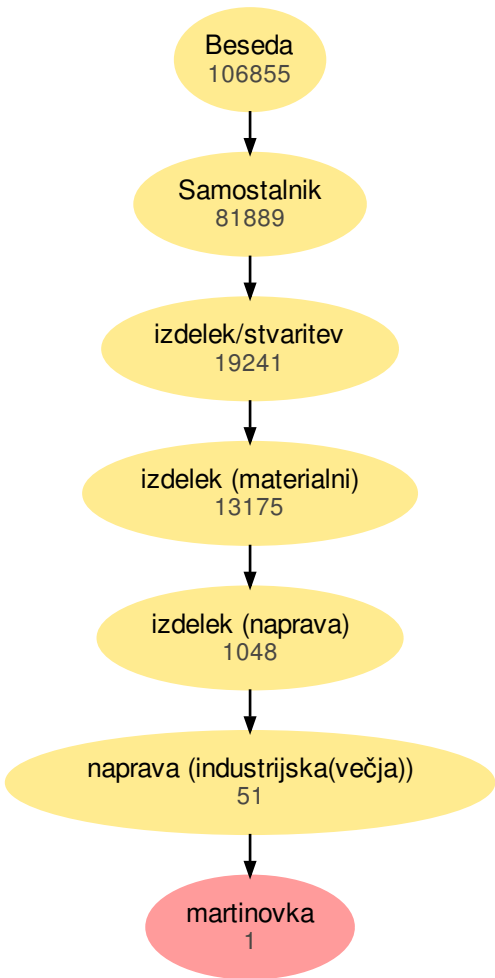 Beseda
106855
Samostalnik
81889
izdelek/stvaritev
19241
izdelek (materialni)
13175
izdelek (naprava)
1048
naprava (industrijska(večja))
51
martinovka
1